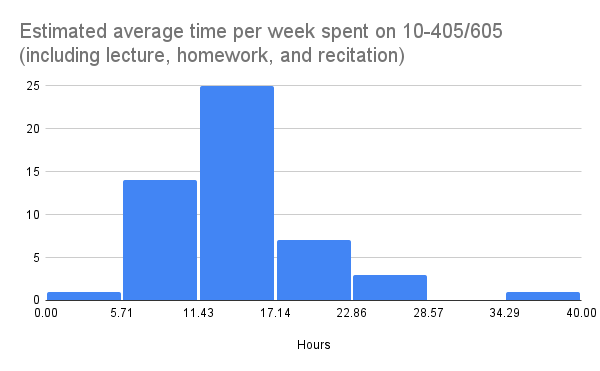 Estimated average time per week spent on 10-405/605
(including lecture, homework, and recitation)
25
20
15
10
5
0
0.00 5.71 11.43 17.14 22.86 28.57 34.29 40.00
Hours